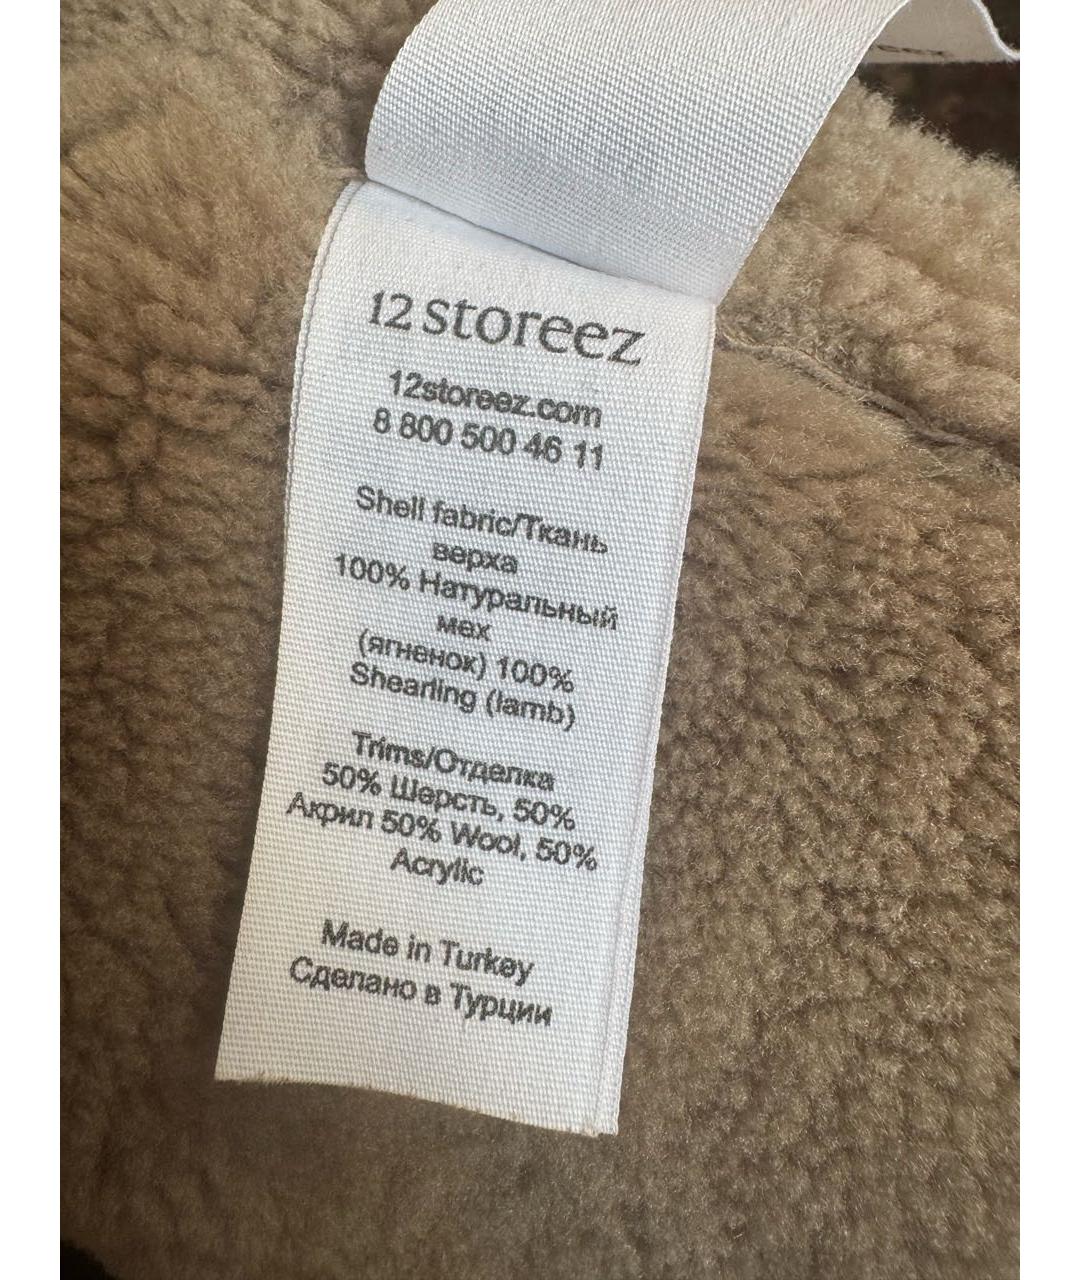 12 storeez
12storeez.com
8 800 500 46 11
Shell fabric/Ткань
верха
100% Натуральный
мех
(ягненок) 100%
Shearling (lamb)
Trims/Отделка
50% Шерсть, 50%
Акрил 50% Wool, 50%
Acrylic
Made in Turkey
Сделано в Турции